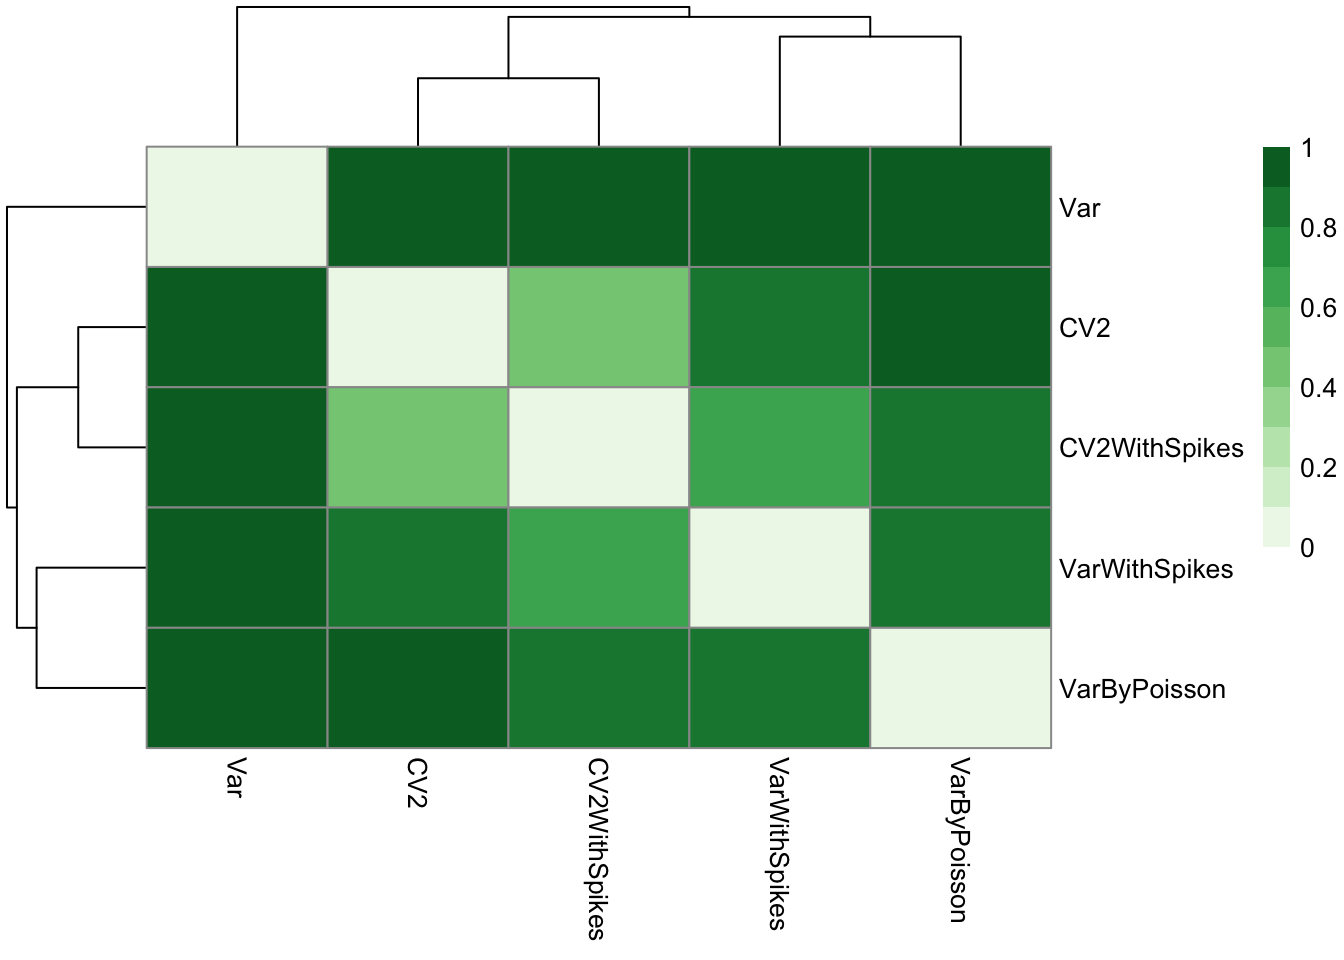 1
0.8
0.6
0.4
0.2
0
Var
CV2
CV2WithSpikes
VarWithSpikes
VarByPoisson
Var
CV2
CV2WithSpikes
VarWithSpikes
VarByPoisson